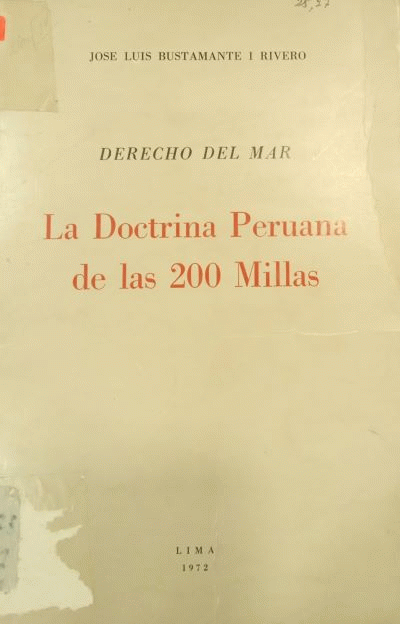 JOSE LUIS BUSTAMANTE I RIVERO
DERECHO DEL MAR
La Doctrina Peruana
de las 200 Millas
LIMA
1972